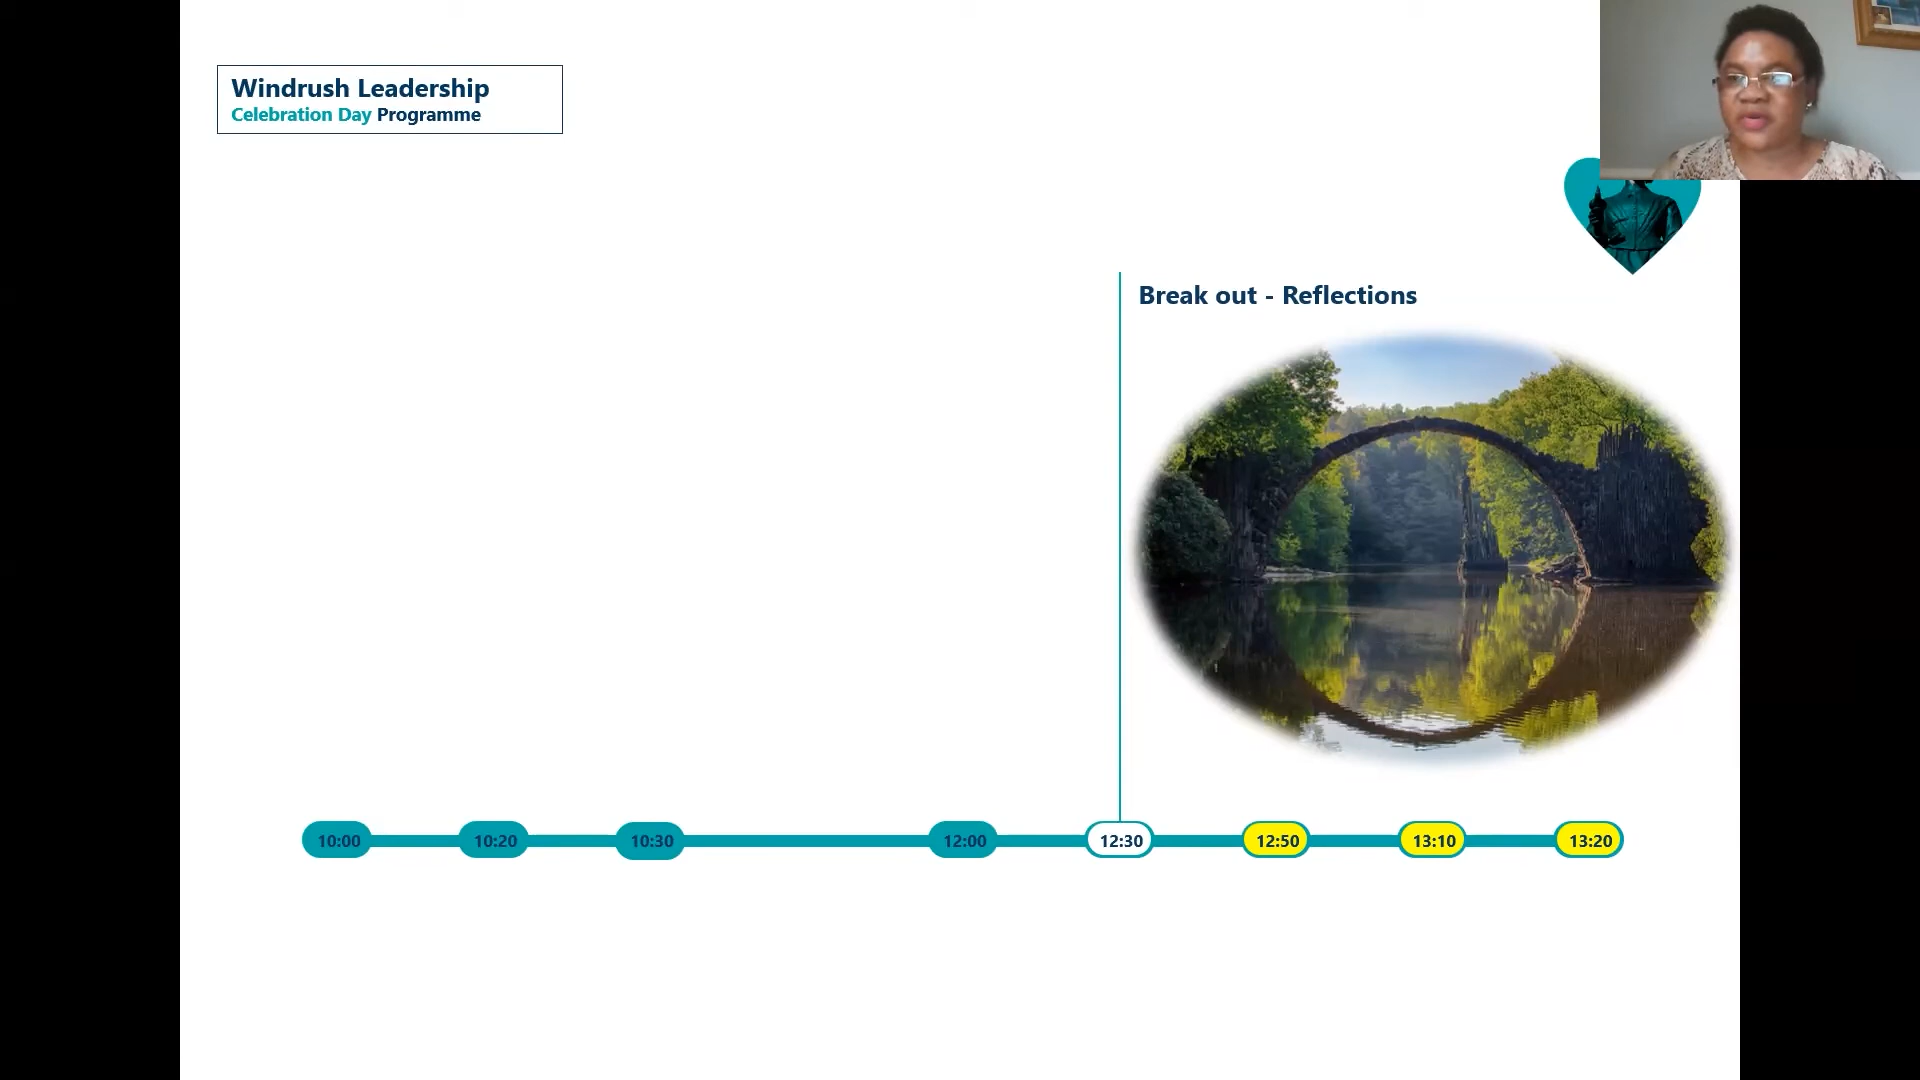 Windrush Leadership
Celebration Day Programme
Break out - Reflections
10:00 10:20 10:30 12:00 12:30 12:50 13:10 13:20